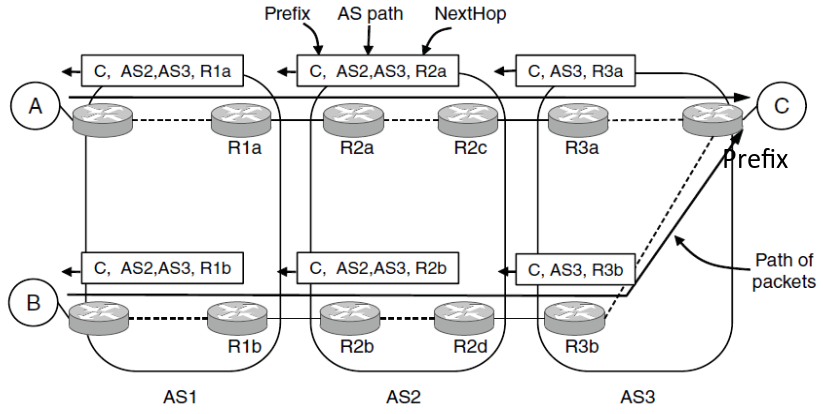 Prefix AS path NextHop
C, AS2,AS3, R1a
C, AS2,AS3, R2a
C, AS3, R3a
A
C
R1a
R2a
R2c
R3a
Prefix
C, AS2,AS3, R1b
C, AS2,AS3, R2b
C, AS3, R3b
Path of
packets
B
R1b
R2b
R2d
R3b
AS1
AS2
AS3